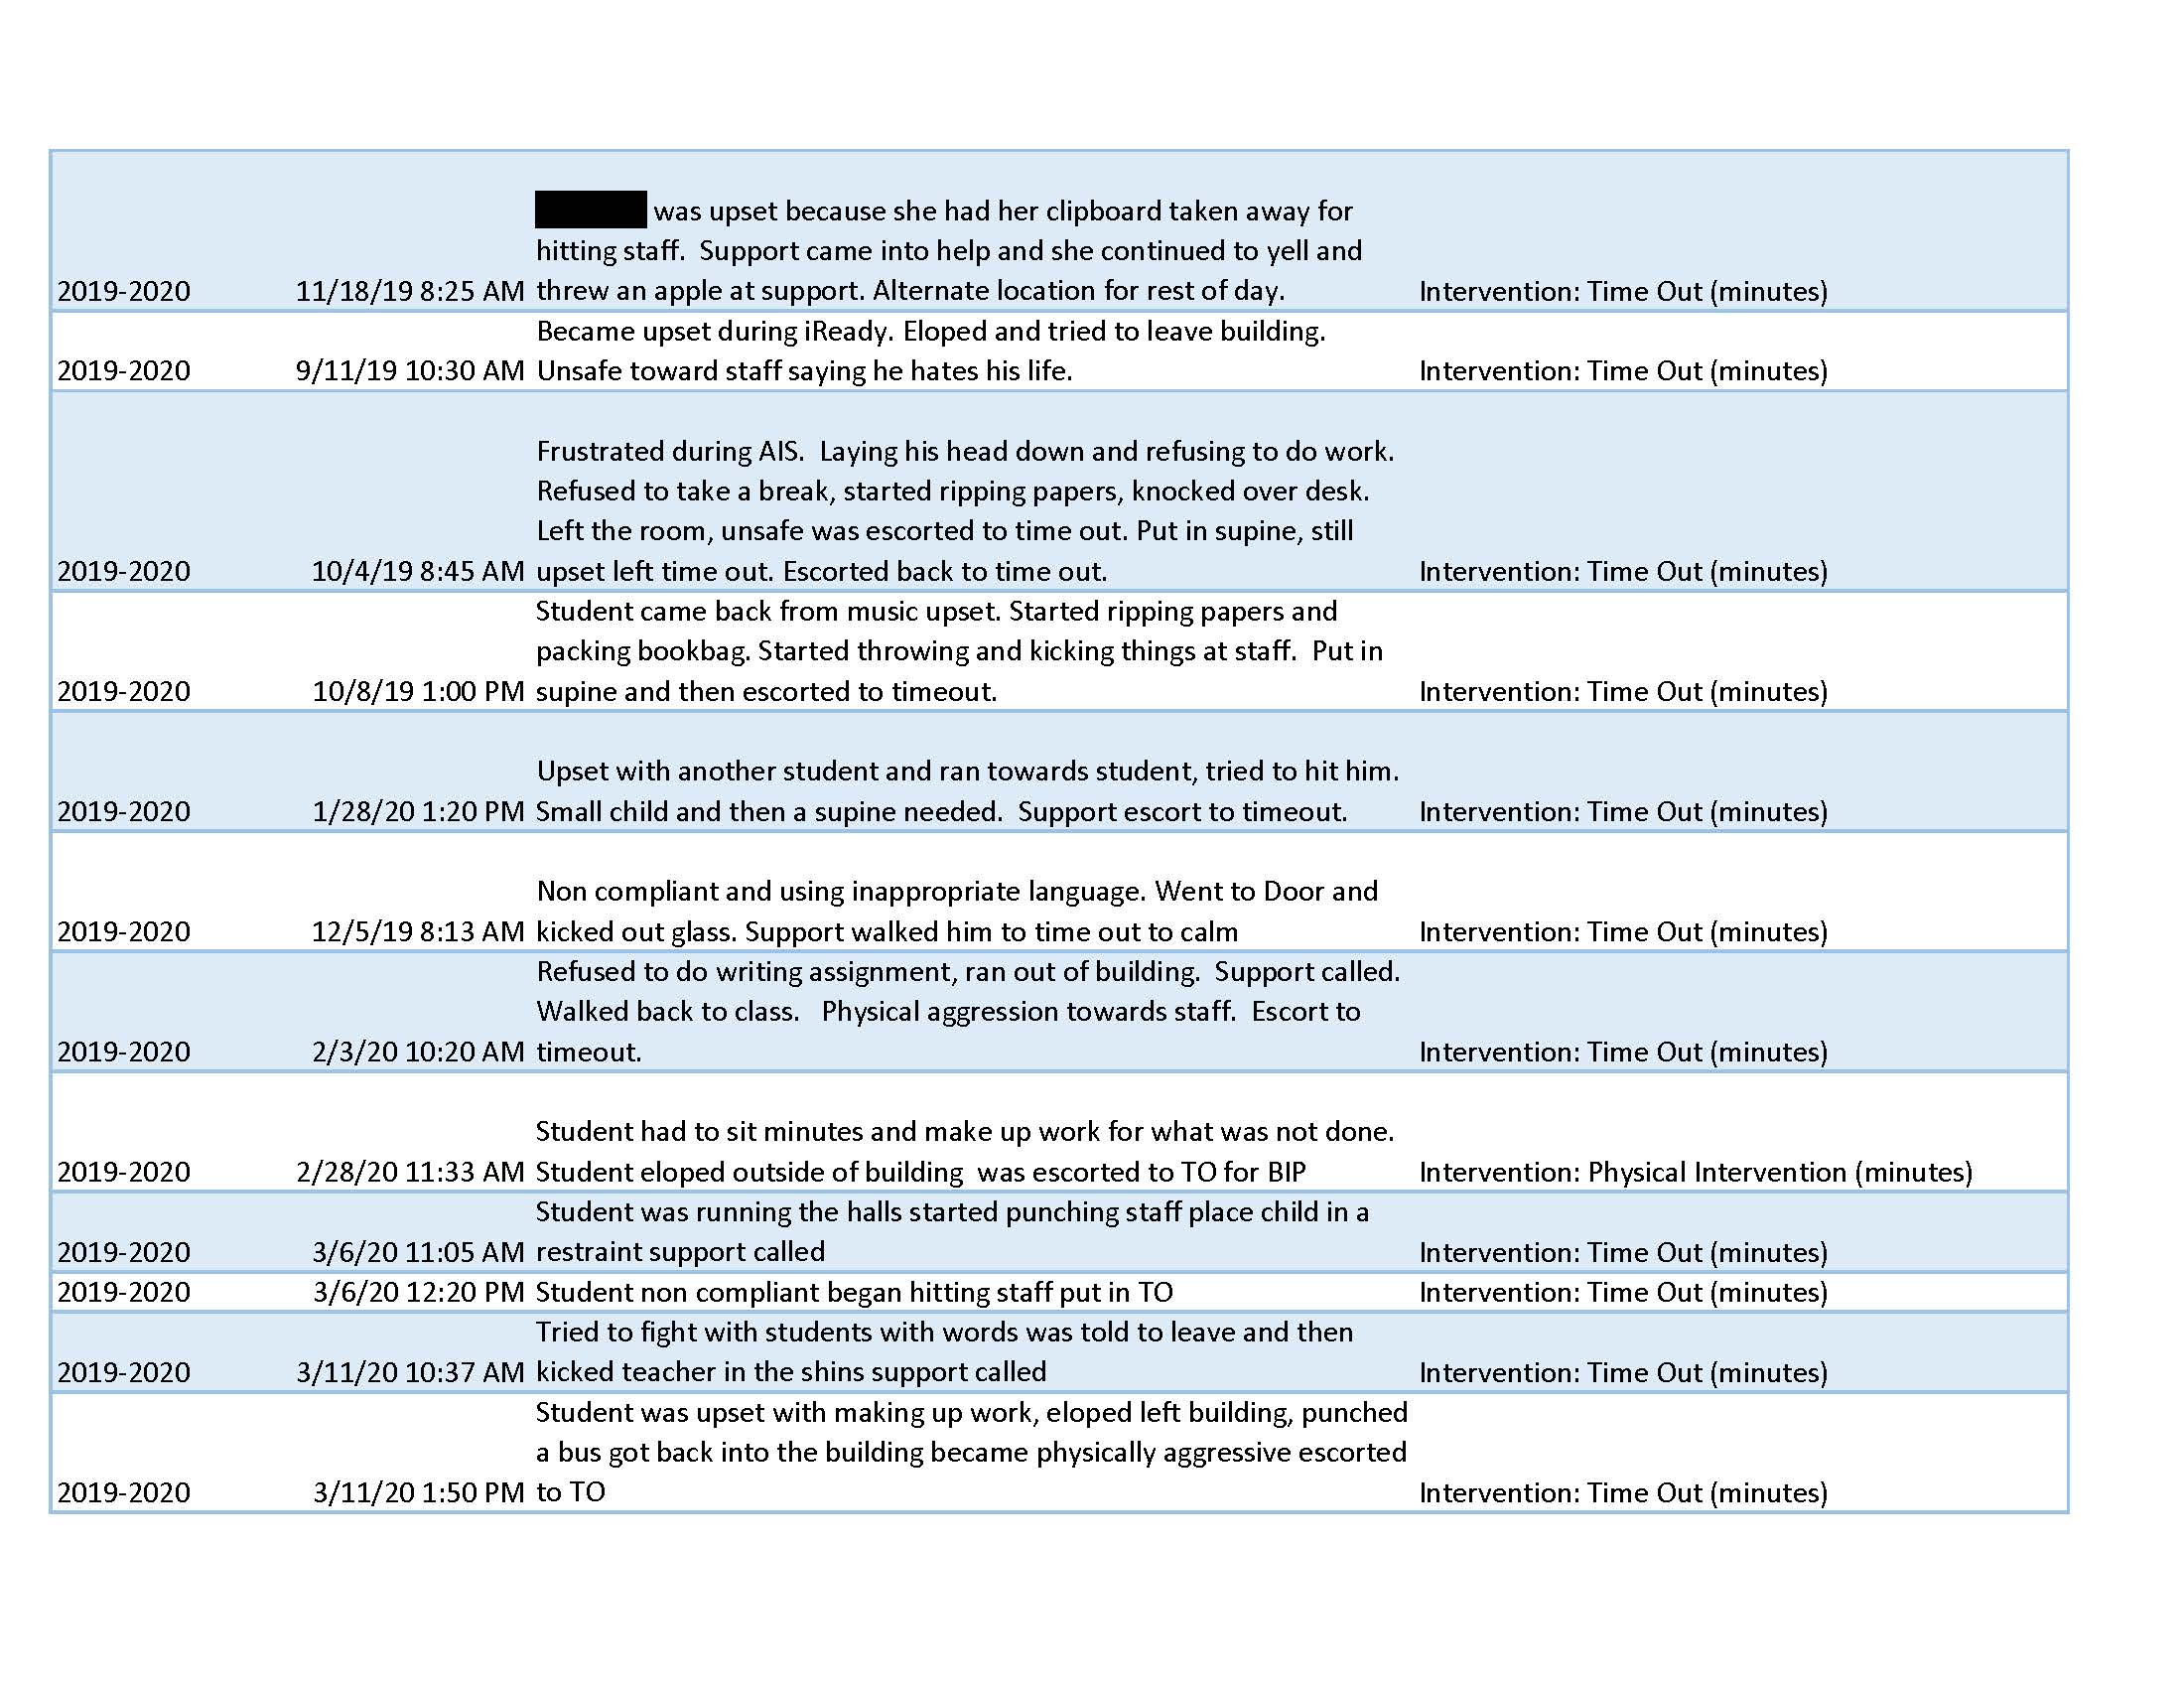 was upset because she had her clipboard taken away for
hitting staff.  Support came into help and she continued to yell and
2019-2020 11/18/19 8:25 AM threw an apple at support. Alternate location for rest of day. Intervention: Time Out (minutes)
Became upset during iReady. Eloped and tried to leave building.
2019-2020 9/11/19 10:30 AM Unsafe toward staff saying he hates his life. Intervention: Time Out (minutes)
Frustrated during AIS.  Laying his head down and refusing to do work.
Refused to take a break, started ripping papers, knocked over desk.
Left the room, unsafe was escorted to time out. Put in supine, still
2019-2020 10/4/19 8:45 AM upset left time out. Escorted back to time out. Intervention: Time Out (minutes)
Student came back from music upset. Started ripping papers and
packing bookbag. Started throwing and kicking things at staff.  Put in
2019-2020 10/8/19 1:00 PM supine and then escorted to timeout. Intervention: Time Out (minutes)
Upset with another student and ran towards student, tried to hit him.
2019-2020 1/28/20 1:20 PM Small child and then a supine needed.  Support escort to timeout. Intervention: Time Out (minutes)
Non compliant and using inappropriate language. Went to Door and
2019-2020 12/5/19 8:13 AM kicked out glass. Support walked him to time out to calm Intervention: Time Out (minutes)
Refused to do writing assignment, ran out of building.  Support called.
Walked back to class.   Physical aggression towards staff.  Escort to
2019-2020 2/3/20 10:20 AM timeout. Intervention: Time Out (minutes)
Student had to sit minutes and make up work for what was not done.
2019-2020 2/28/20 11:33 AM Student eloped outside of building  was escorted to TO for BIP Intervention: Physical Intervention (minutes)
Student was running the halls started punching staff place child in a
2019-2020 3/6/20 11:05 AM restraint support called Intervention: Time Out (minutes)
2019-2020 3/6/20 12:20 PM Student non compliant began hitting staff put in TO Intervention: Time Out (minutes)
Tried to fight with students with words was told to leave and then
2019-2020 3/11/20 10:37 AM kicked teacher in the shins support called Intervention: Time Out (minutes)
Student was upset with making up work, eloped left building, punched
a bus got back into the building became physically aggressive escorted
2019-2020 3/11/20 1:50 PM to TO Intervention: Time Out (minutes)